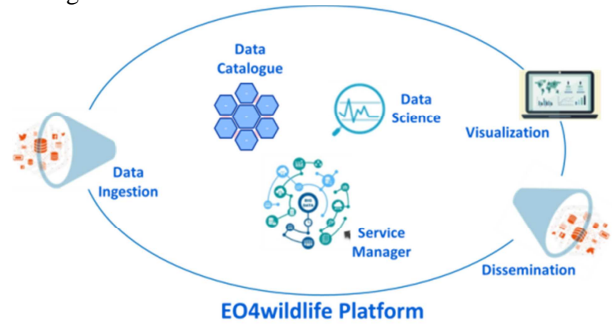 Data
Catalogue
Data
Science
Visualization
Data
Ingestion
Service
Manager
Dissemination
EO4wildlife Platform